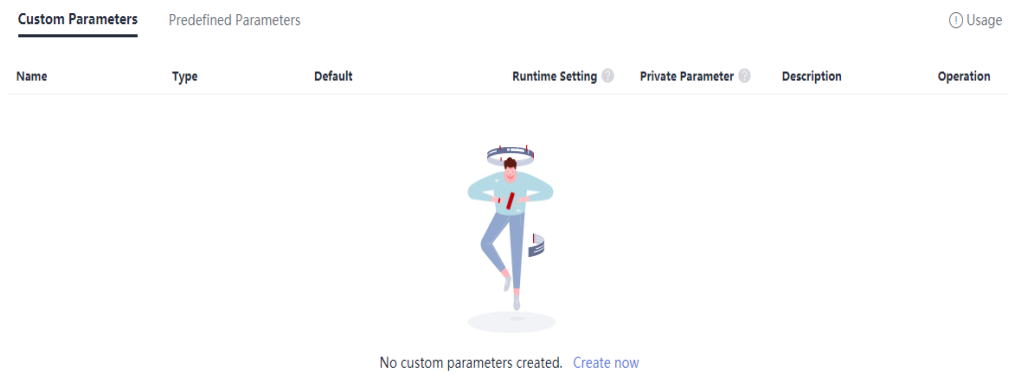 Custom Parameters Predefined Parameters Usage
Name Type Default Runtime Setting Private Parameter Description Operation
No custom parameters created. Create now